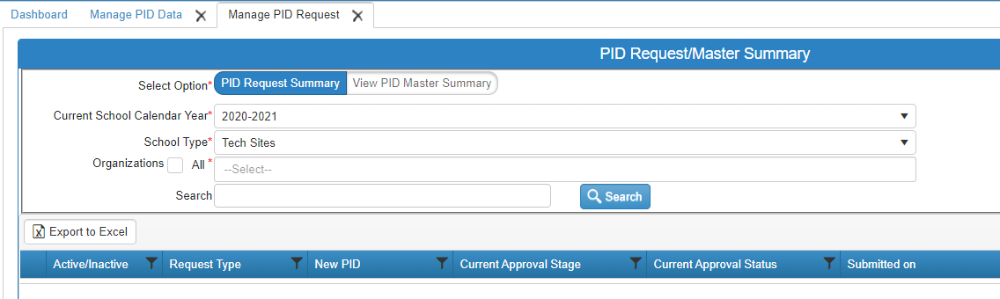 Dashboard Manage PID Data Manage PID Request
PID Request/Master Summary
Select Option* PID Request Summary View PID Master Summary
Current School Calendar Year* 2020-2021
School Type* Tech Sites
Organizations All * --Select--
Search Search
Export to Excel
Active/Inactive Request Type New PID Current Approval Stage Current Approval Status Submitted on